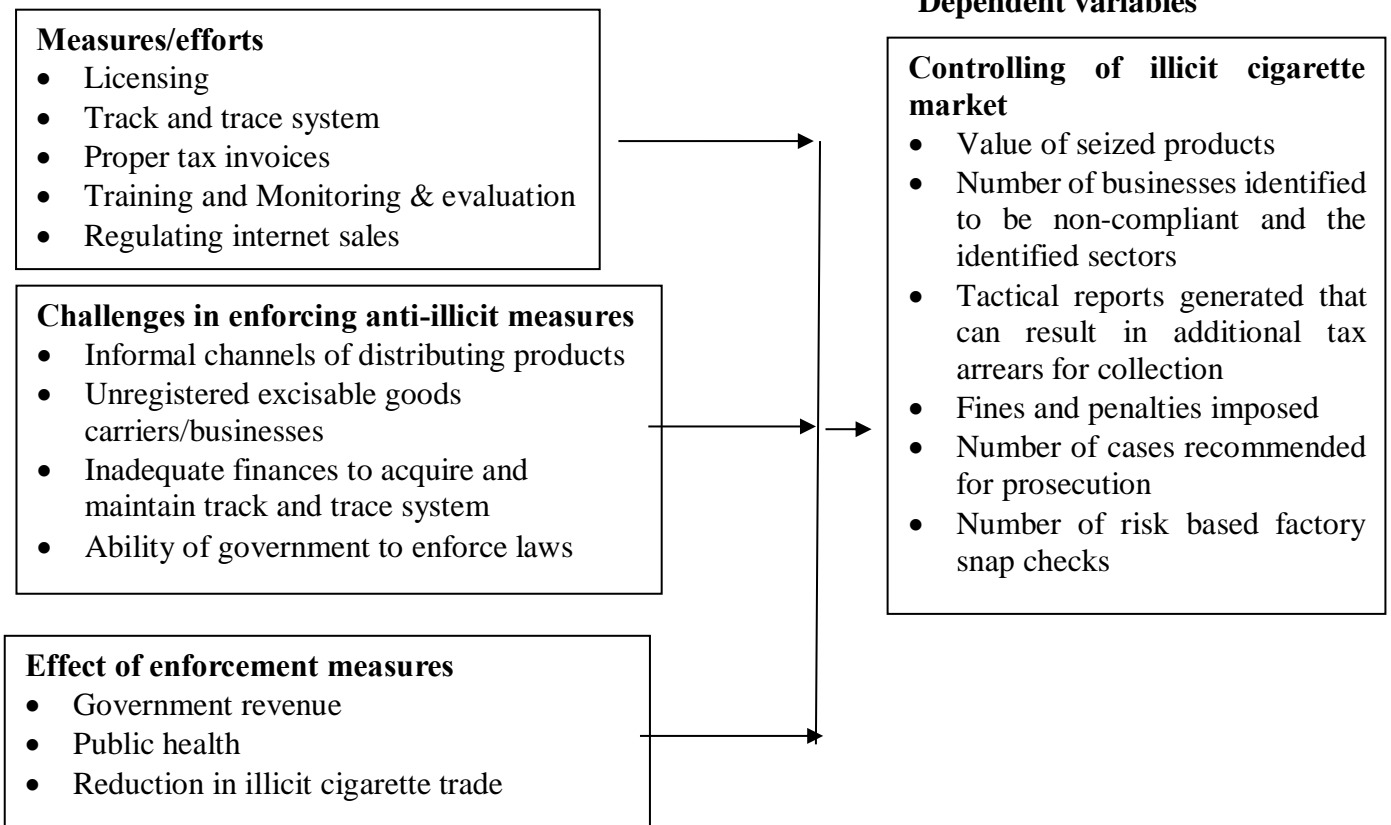 Dependent variables
Measures/efforts
• Licensing
• Track and trace system
• Proper tax invoices
• Training and Monitoring & evaluation
• Regulating internet sales
Challenges in enforcing anti-illicit measures
• Informal channels of distributing products
• Unregistered excisable goods
carriers/businesses
• Inadequate finances to acquire and
maintain track and trace system
• Ability of government to enforce laws
Effect of enforcement measures
• Government revenue
• Public health
• Reduction in illicit cigarette trade
Controlling of illicit cigarette
market
• Value of seized products
• Number of businesses identified
to be non-compliant and the
identified sectors
• Tactical reports generated that
can result in additional tax
arrears for collection
• Fines and penalties imposed
• Number of cases recommended
for prosecution
• Number of risk based factory
snap checks